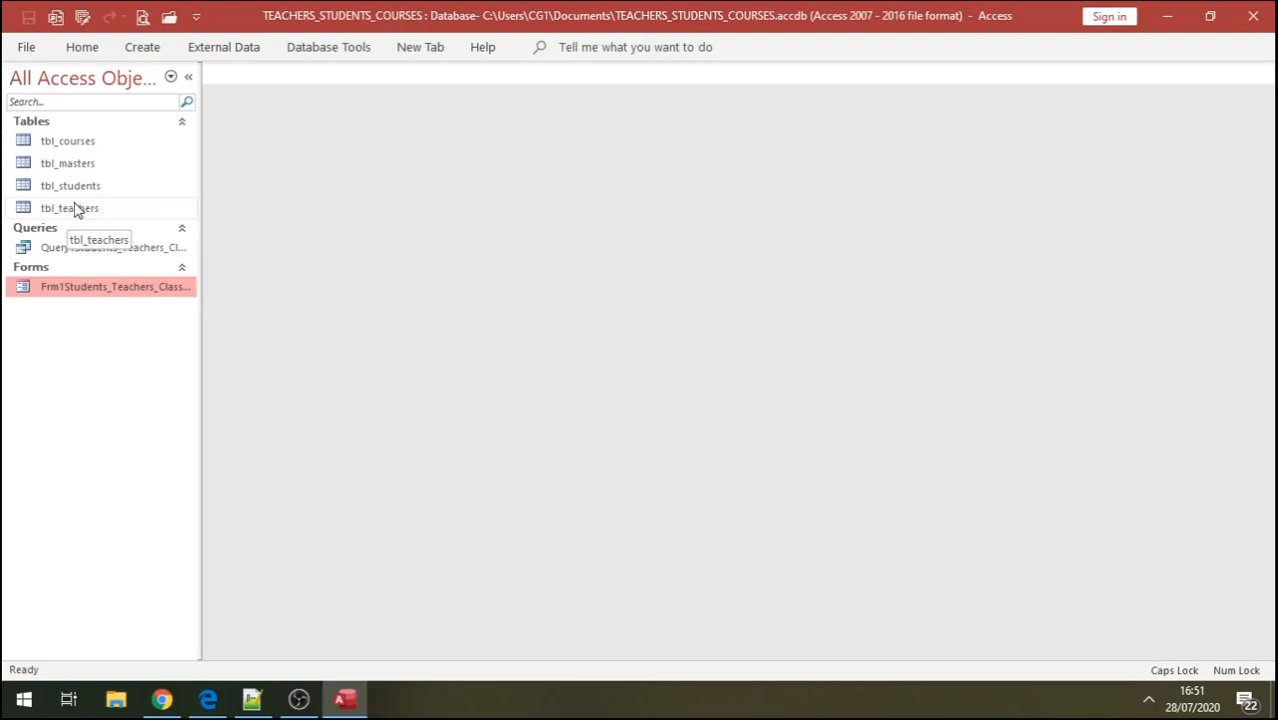 TEACHERS_STUDENTS_COURSES : Database- C:\Users\CG1\Documents\TEACHERS_STUDENTS_COURSES.accdb (Access 2007 - 2016 file format) - Access
Sign in
File Home Create External Data Database Tools New Tab Help Tell me what you want to do
All Access Obje...
Search...
Tables
tbl_courses
tbl_masters
tbl_students
tbl_teachers
Queries
tbl_teachers
Forms
Frm1Students_Teachers_Class...
Ready
Caps Lock Num Lock
16:51
28/07/2020
22